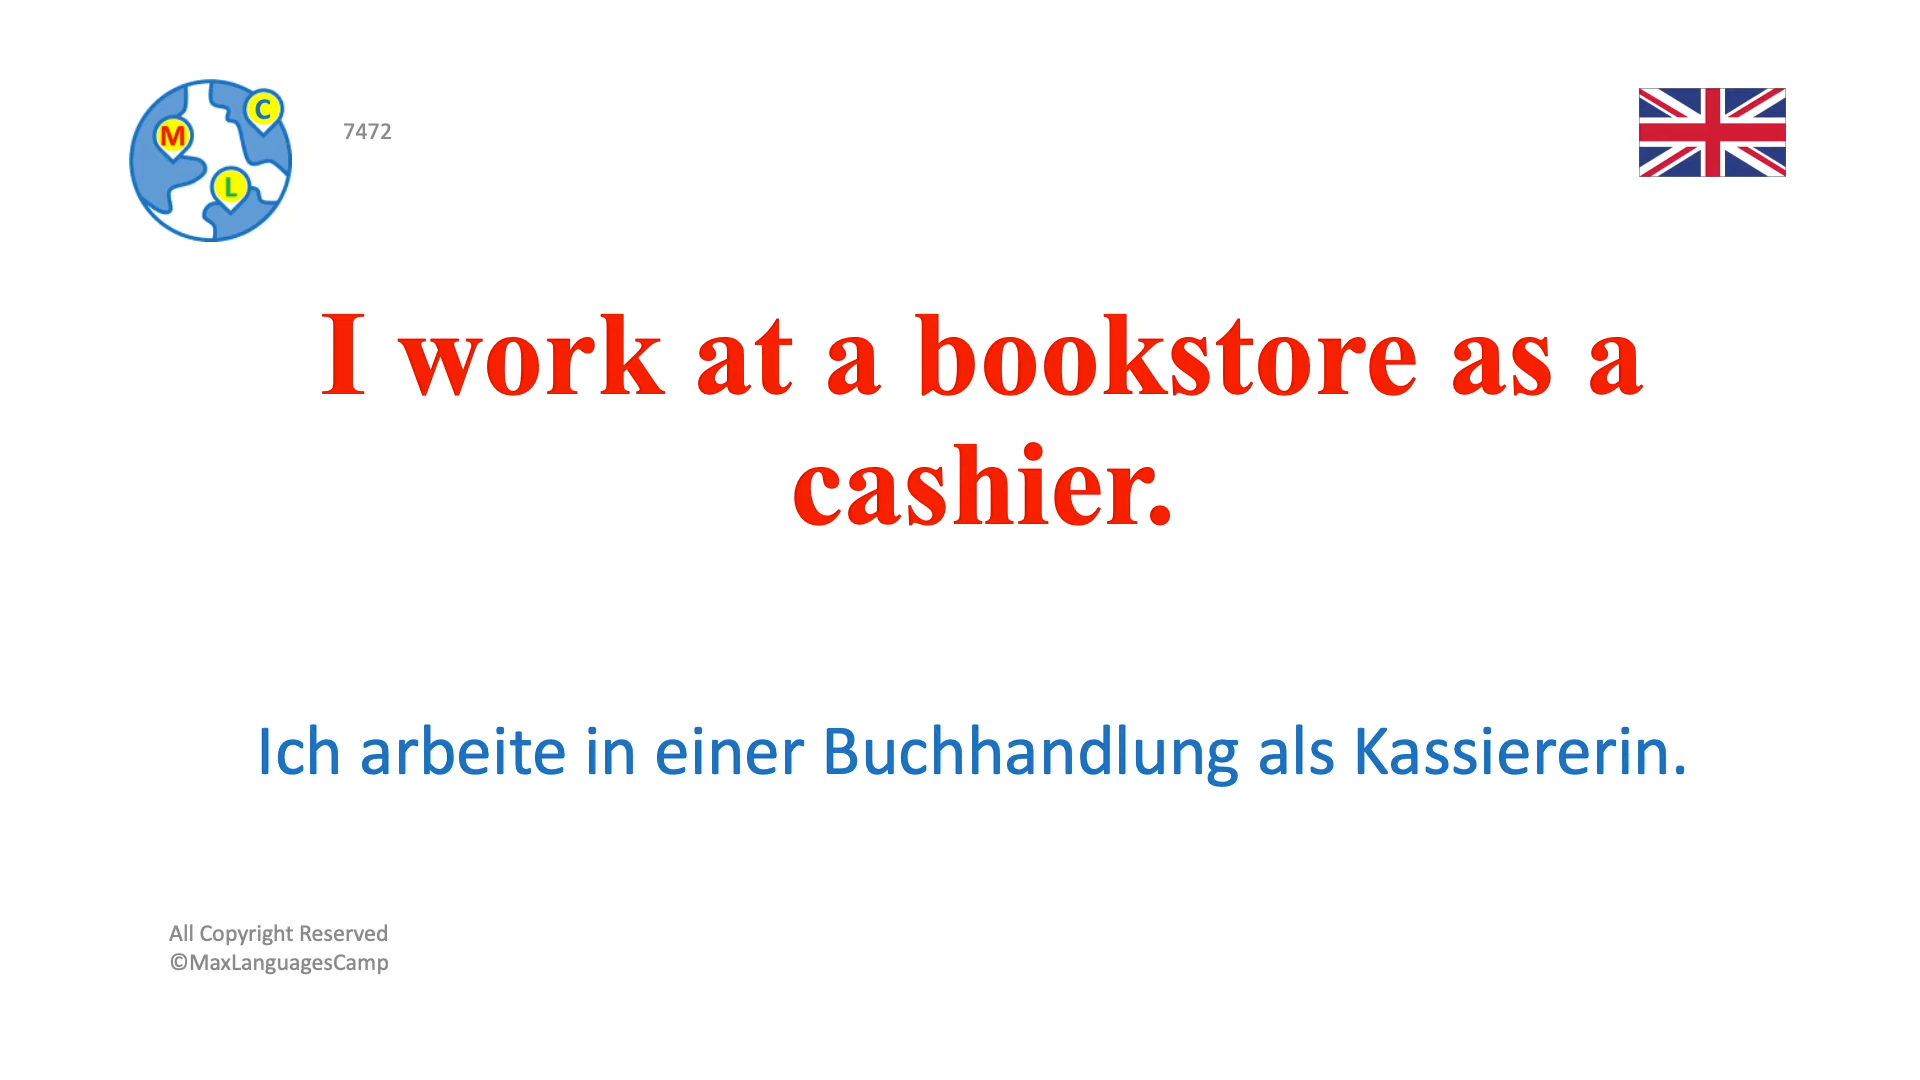 C
M
L
7472
I work at a bookstore as a
cashier.
Ich arbeite in einer Buchhandlung als Kassiererin.
All Copyright Reserved
©MaxLanguagesCamp